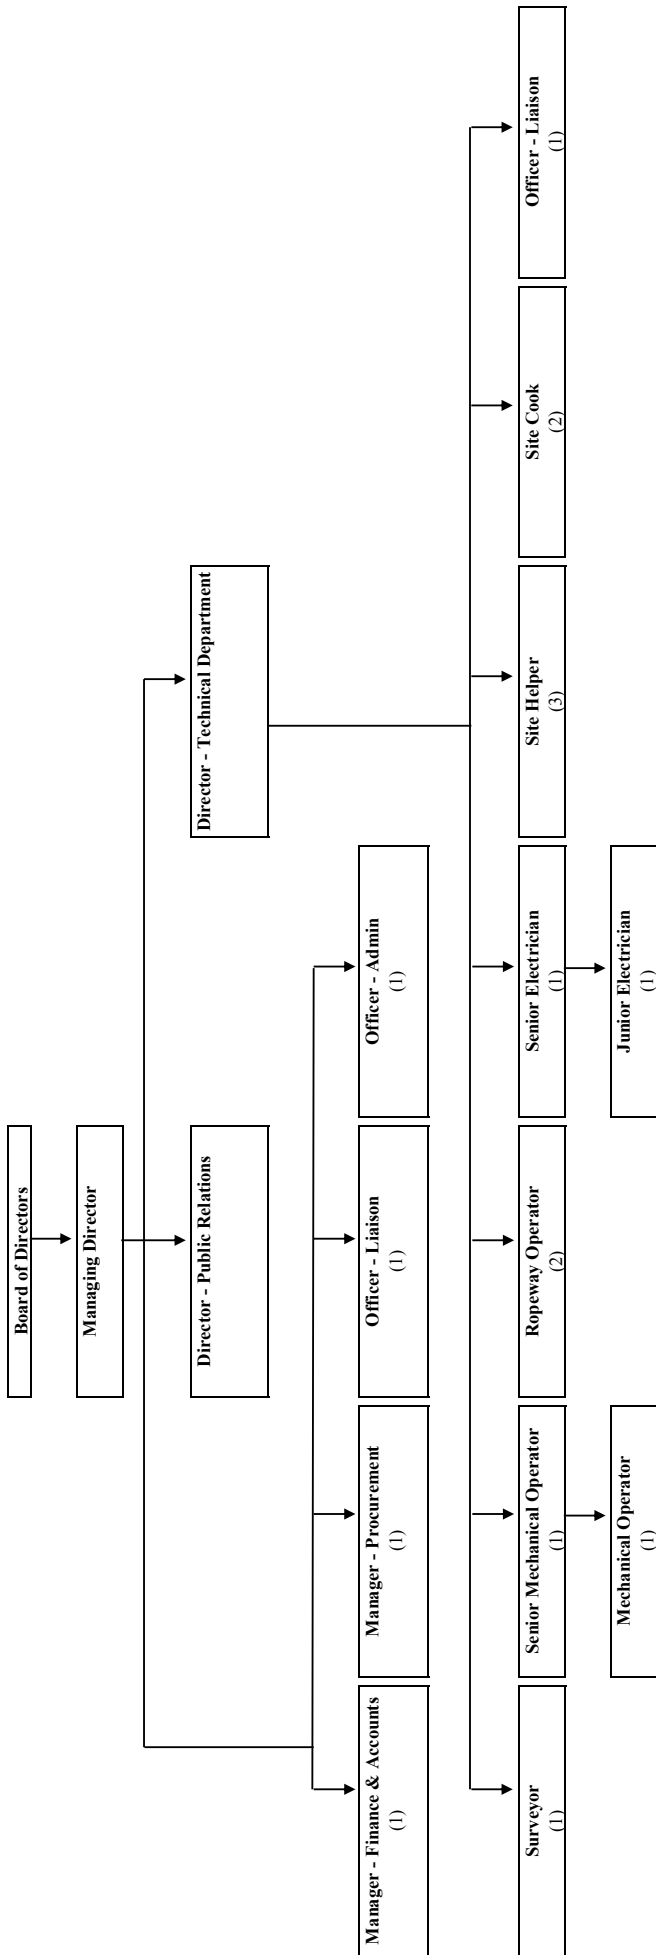 Board of Directors
Managing Director
Director - Public Relations
Director - Technical Department
Manager - Finance & Accounts
(1)
Manager - Procurement
(1)
Officer - Liaison
(1)
Officer - Admin
(1)
Surveyor
(1)
Senior Mechanical Operator
(1)
Ropeway Operator
(2)
Senior Electrician
(1)
Site Helper
(3)
Site Cook
(2)
Officer - Liaison
(1)
Mechanical Operator
(1)
Junior Electrician
(1)